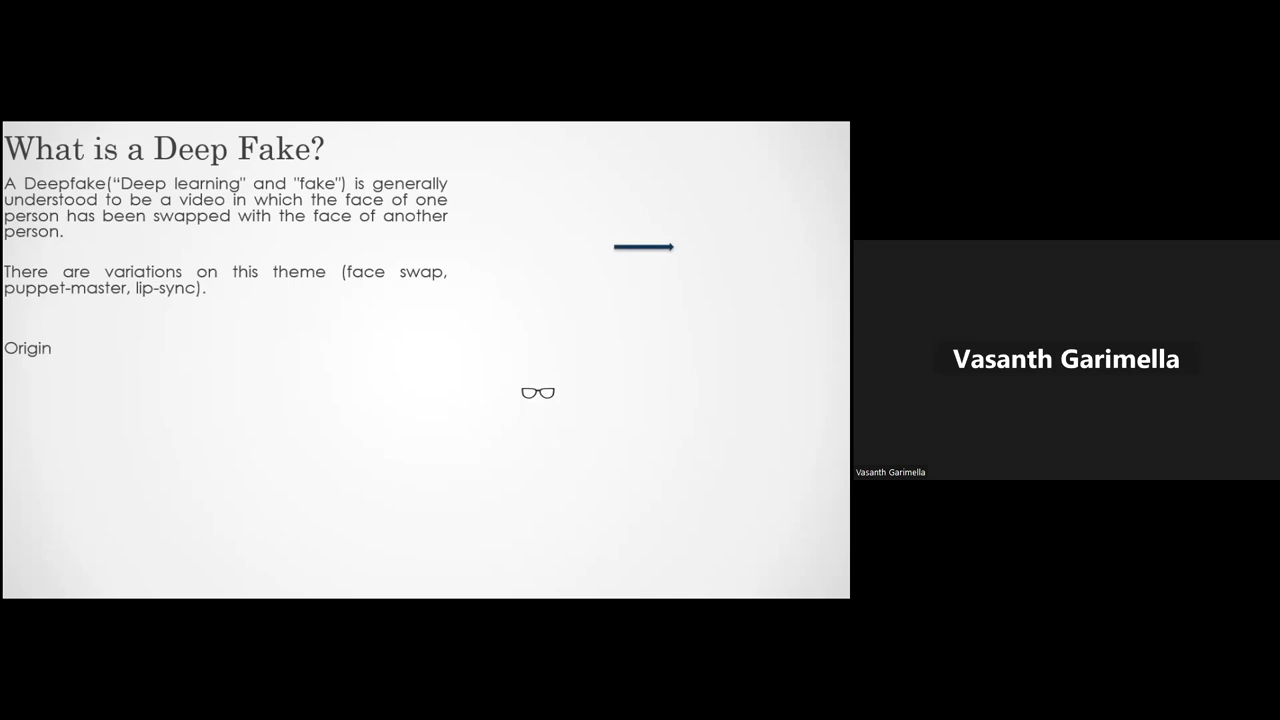 What is a Deep Fake?
A Deepfake(“Deep learning" and "fake") is generally
understood to be a video in which the face of one
person has been swapped with the face of another
person.
There are variations on this theme (face swap,
puppet-master, lip-sync).
Origin
Vasanth Garimella
Vasanth Garimella